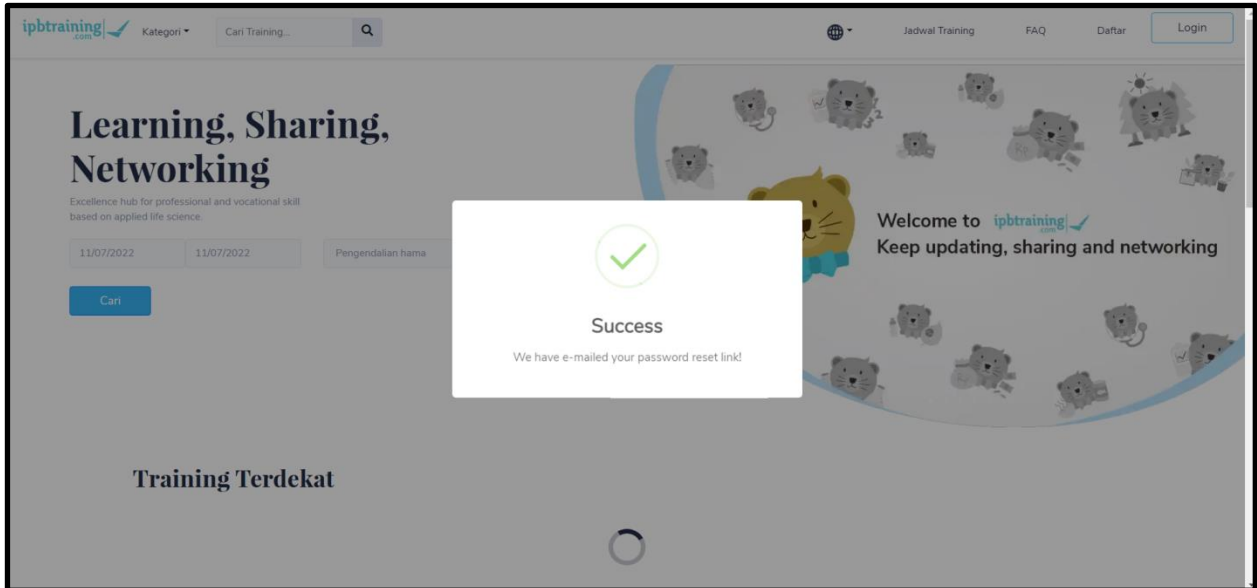 ipbtraining
.com
Kategori
Cari Training...
Jadwal Training
FAQ
Daftar
Login
Learning, Sharing,
Networking
Excellence hub for professional and vocational skill
based on applied life science.
11/07/2022
11/07/2022
Pengendalian hama
Cari
Welcome to ipbtraining
.com
Keep updating, sharing and networking
Success
We have e-mailed your password reset link!
Training Terdekat